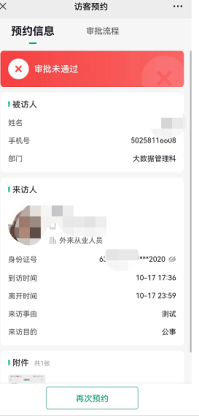 访客预约
预约信息 审批流程
审批未通过
被访人
姓名
手机号 50258116608
部门 大数据管理科
来访人
外来从业人员
身份证号 6 ***2020
到访时间 10-17 17:36
离开时间 10-17 23:59
来访事由 测试
来访目的 公事
附件 共1张
再次预约